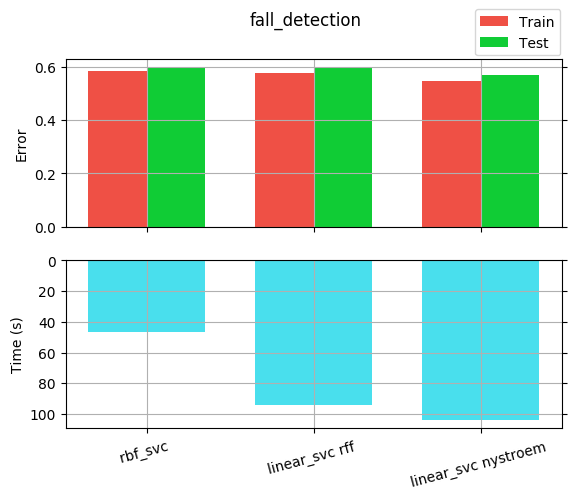 fall_detection
Train
Test
0.6
0.4
0.2
0.0
Error
0
20
40
60
80
100
Time (s)
rbf_svc
linear_svc rff
linear_svc nystroem